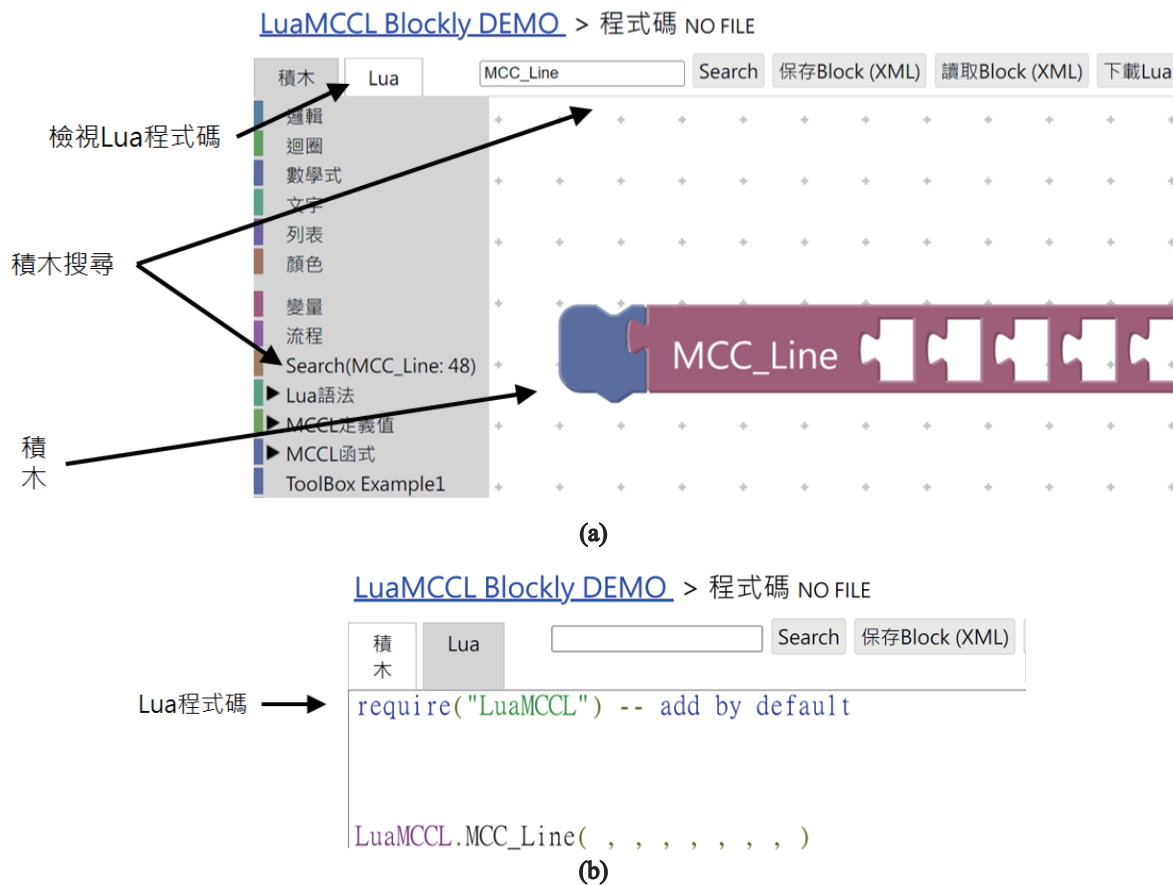 LuaMCCL Blockly DEMO > 程式碼 NO FILE
積木 Lua MCC_Line Search 保存Block (XML) 讀取Block (XML) 下載Lua
檢視Lua程式碼
邏輯
迴圈
數學式
文字
列表
顏色
積木搜尋
變量
流程
Search(MCC_Line: 48)
Lua語法
MCCL定義值
MCCL函式
ToolBox Example1
MCC_Line
積
木
(a)
LuaMCCL Blockly DEMO > 程式碼 NO FILE
積
木
Lua Search 保存Block (XML)
Lua程式碼
require("LuaMCCL") -- add by default
LuaMCCL.MCC_Line( , , , , , , , )
(b)